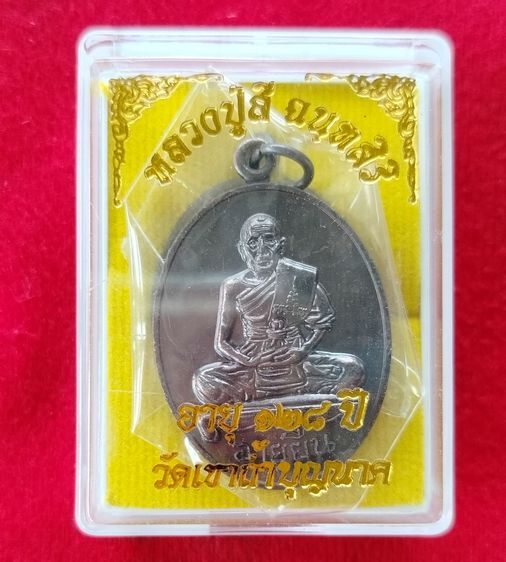 หลวงปู่สี ฉนฺทสิริ
อายุ ๑๒๘ ปี
วัดเขาถ้ำบุญนาค